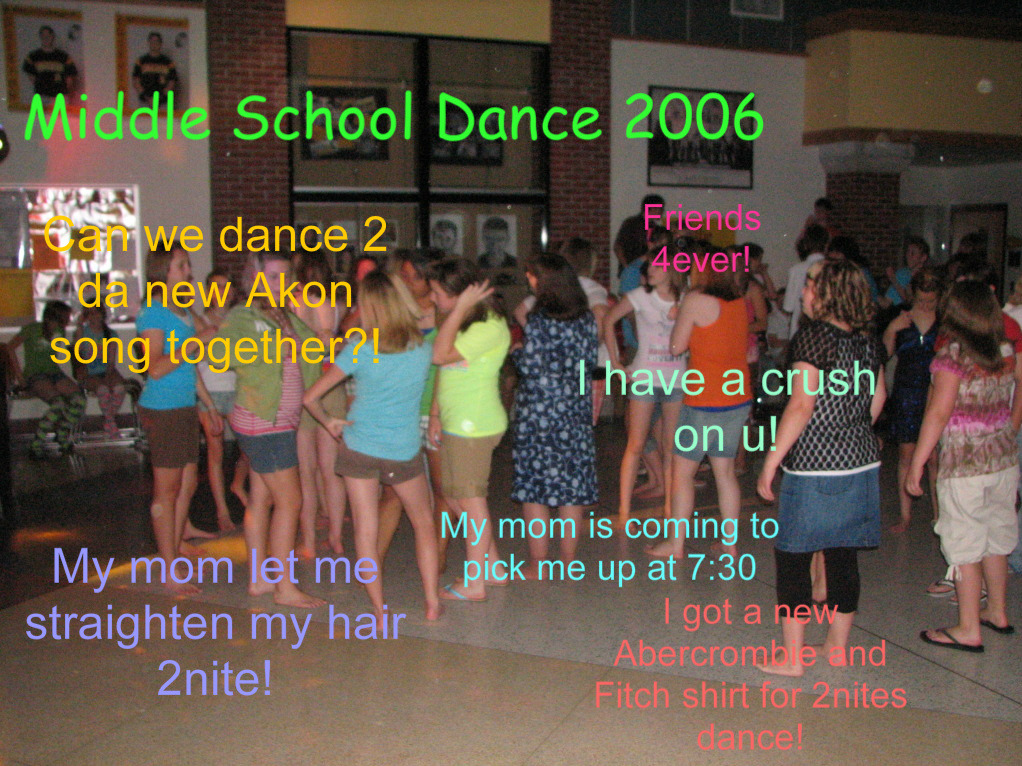 Middle School Dance 2006
Can we dance 2
da new Akon
song together?!
Friends
4ever!
I have a crush
on u!
My mom is coming to
pick me up at 7:30
My mom let me
straighten my hair
2nite!
I got a new
Abercrombie and
Fitch shirt for 2nites
dance!